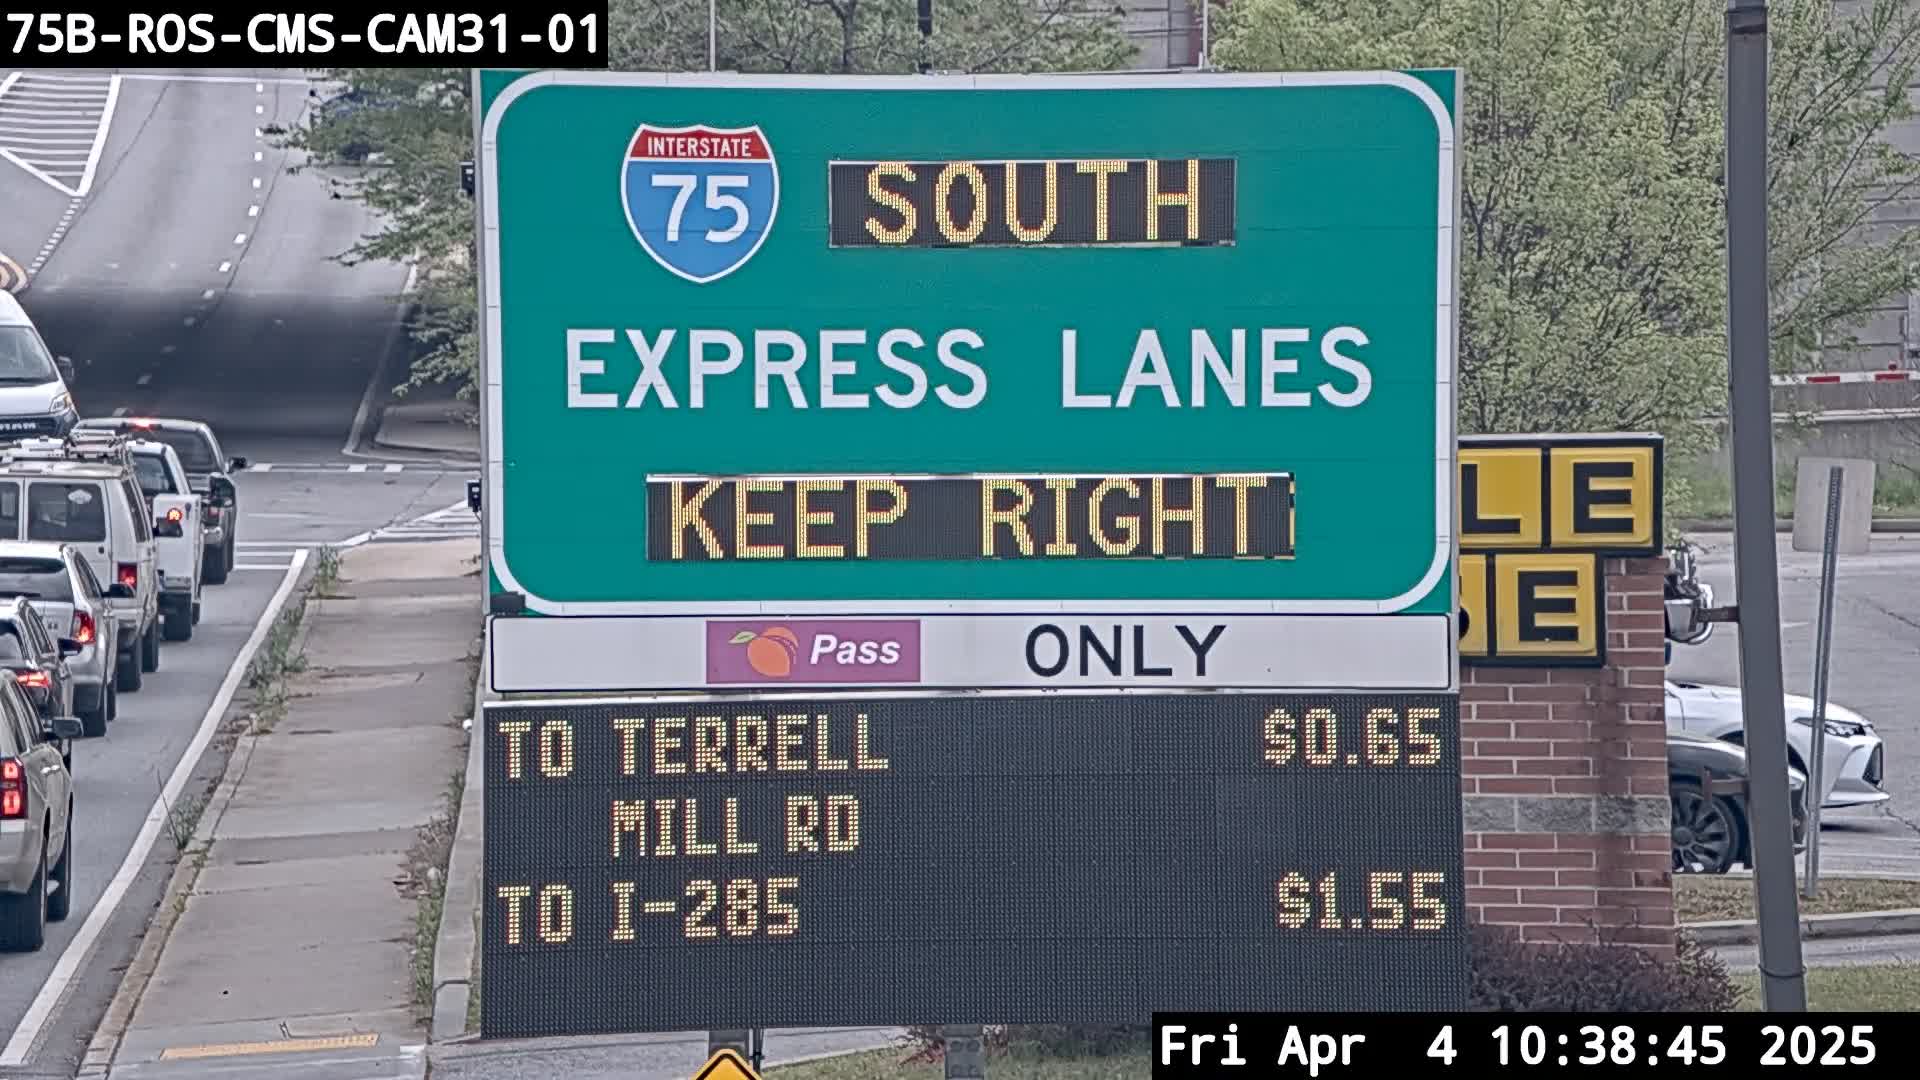 75B-ROS-CMS-CAM31-01
INTERSTATE
75
SOUTH
EXPRESS LANES
KEEP RIGHT
Pass ONLY
TO TERRELL $0.65
MILL RD
TO I-285 $1.55
LE
E
Fri Apr 4 10:38:45 2025